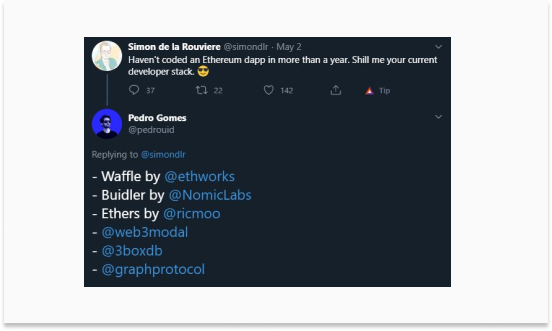 Simon de la Rouviere @simondlr · May 2
Haven't coded an Ethereum dapp in more than a year. Shill me your current
developer stack. 😎
37 22 142 Tip
Pedro Gomes
@pedrouid
Replying to @simondlr
- Waffle by @ethworks
- Buidler by @NomicLabs
- Ethers by @ricmoo
- @web3modal
- @3boxdb
- @graphprotocol